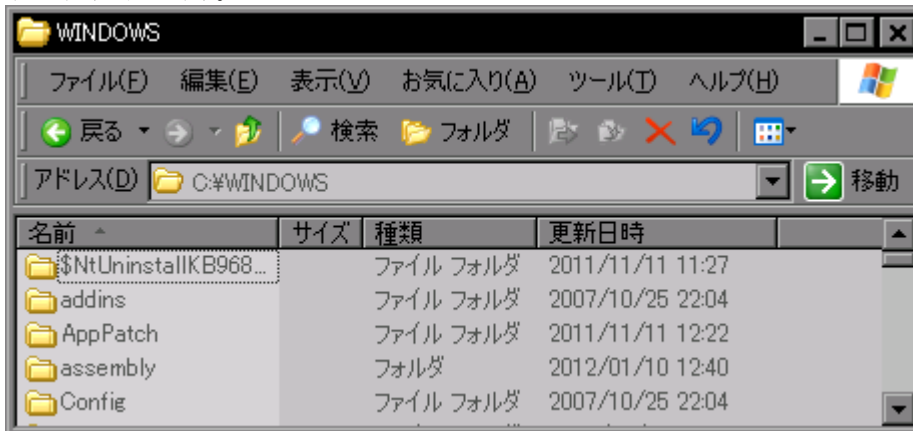 WINDOWS
ファイル(F) 編集(E) 表示(V) お気に入り(A) ツール(T) ヘルプ(H)
戻る 検索 フォルダ
アドレス(D) C:¥WINDOWS 移動
名前 サイズ 種類 更新日時
$NtUninstallKB968... ファイル フォルダ 2011/11/11 11:27
addins ファイル フォルダ 2007/10/25 22:04
AppPatch ファイル フォルダ 2011/11/11 12:22
assembly フォルダ 2012/01/10 12:40
Config ファイル フォルダ 2007/10/25 22:04